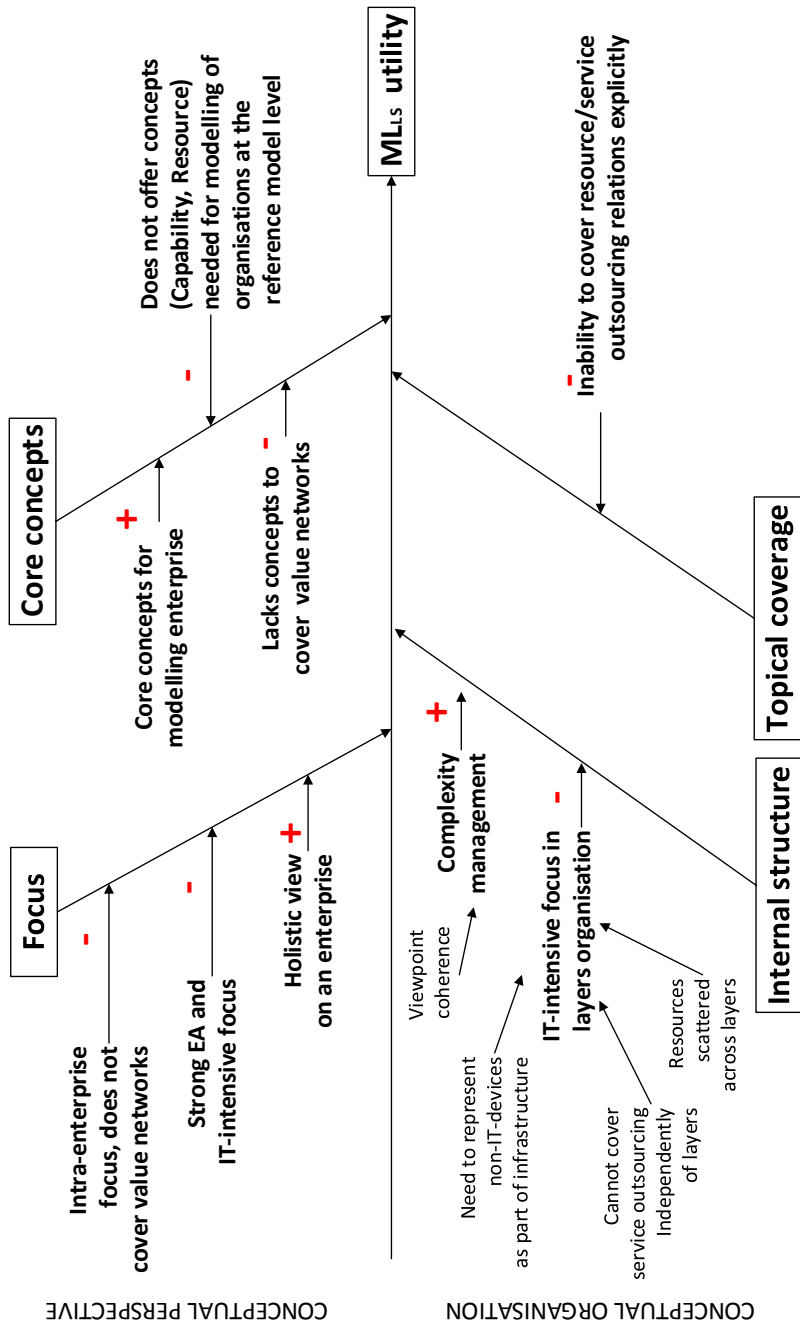 CONCEPTUAL PERSPECTIVE
Focus
Intra-enterprise
focus, does not
cover value networks
-
Strong EA and
IT-intensive focus
-
Holistic view
on an enterprise
+
Core concepts
Core concepts for
modelling enterprise
+
Does not offer concepts
(Capability, Resource)
needed for modelling of
organisations at the
reference model level
-
Lacks concepts to
cover value networks
-
MLLS utility
CONCEPTUAL ORGANISATION
Viewpoint
coherence
Complexity
management
+
Need to represent
non-IT-devices
as part of infrastructure
IT-intensive focus in
layers organisation
-
Cannot cover
service outsourcing
Independently
of layers
Resources
scattered
across layers
Internal structure
Inability to cover resource/service
outsourcing relations explicitly
-
Topical coverage